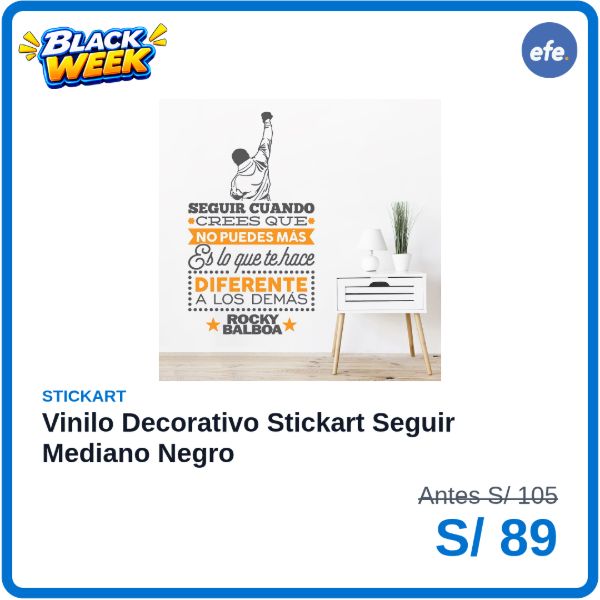 BLACK
WEEK
efe.
SEGUIR CUANDO
CREES QUE
NO PUEDES MÁS
Es lo que te hace
DIFERENTE
A LOS DEMÁS
ROCKY
BALBOA
STICKART
Vinilo Decorativo Stickart Seguir
Mediano Negro
Antes S/ 105
S/ 89